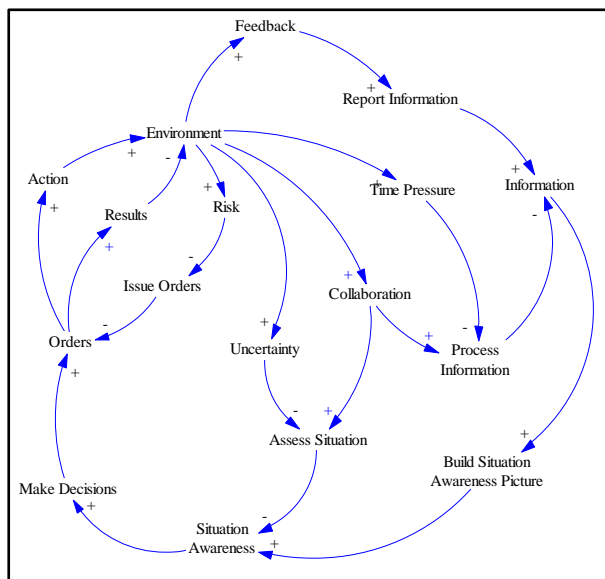 Feedback
+
+
Report Information
Environment
+
-
+
Action
+
+
Time Pressure
+
Information
-
Results
+
Risk
+
-
Issue Orders
+
Collaboration
-
Orders
+
Uncertainty
+
-
Process
Information
+
-
+
Assess Situation
+
Build Situation
Awareness Picture
Make Decisions
+
-
Situation
Awareness
+